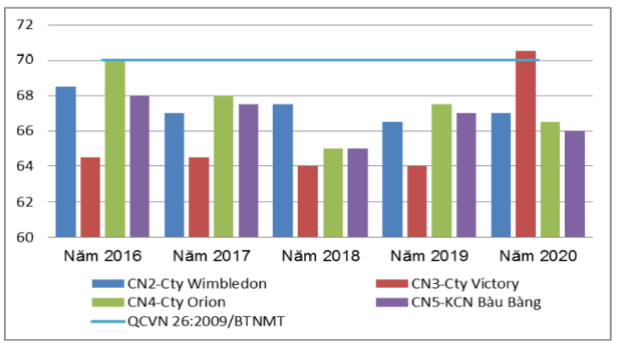 72
70
68
66
64
62
60
Năm 2016 Năm 2017 Năm 2018 Năm 2019 Năm 2020
CN2-Cty Wimbledon CN3-Cty Victory
CN4-Cty Orion CN5-KCN Bàu Bàng
QCVN 26:2009/BTNMT